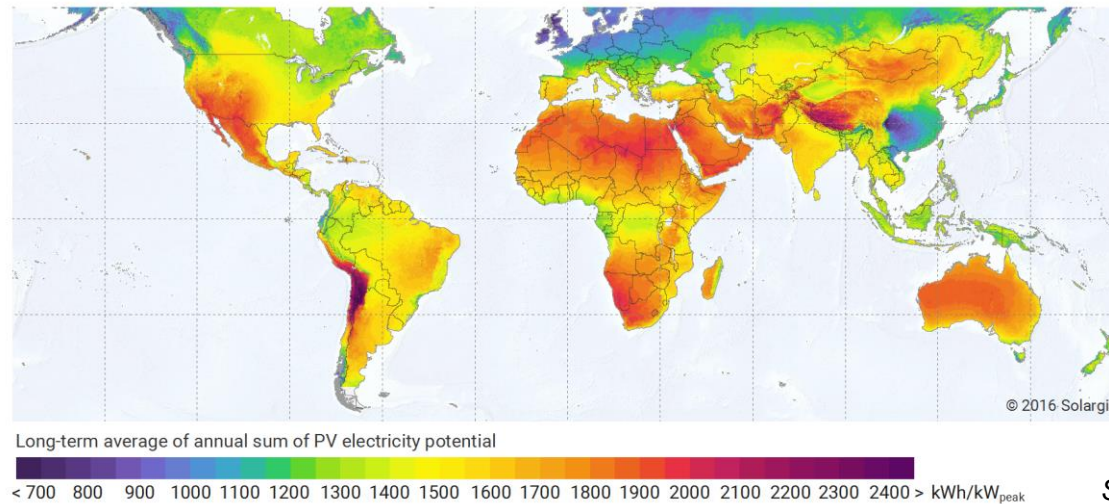 © 2016 Solargi
Long-term average of annual sum of PV electricity potential
< 700 800 900 1000 1100 1200 1300 1400 1500 1600 1700 1800 1900 2000 2100 2200 2300 2400 > kWh/kWpeak